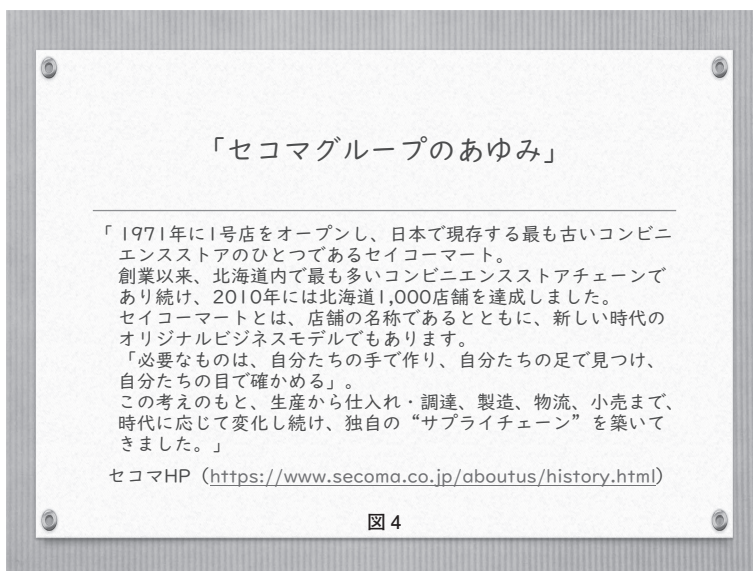 「セコマグループのあゆみ」
「1971年に1号店をオープンし、日本で現存する最も古いコンビニ
エンスストアのひとつであるセイコーマート。
創業以来、北海道内で最も多いコンビニエンスストアチェーンで
あり続け、2010年には北海道1,000店舗を達成しました。
セイコーマートとは、店舗の名称であるとともに、新しい時代の
オリジナルビジネスモデルでもあります。
「必要なものは、自分たちの手で作り、自分たちの足で見つけ、
自分たちの目で確かめる」。
この考えのもと、生産から仕入れ・調達、製造、物流、小売まで、
時代に応じて変化し続け、独自の“サプライチェーン”を築いて
きました。」
セコマHP（https://www.secoma.co.jp/aboutus/history.html）
図4